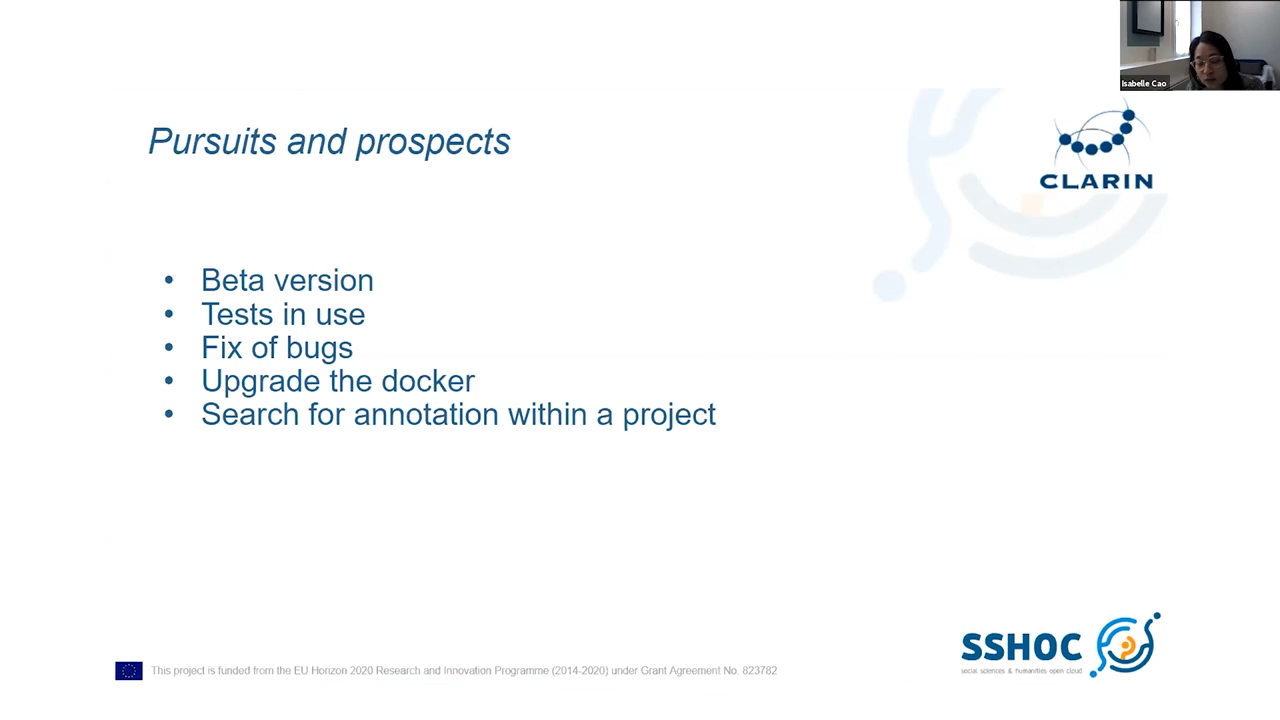 Isabelle Cao
Pursuits and prospects
CLARIN
• Beta version
• Tests in use
• Fix of bugs
• Upgrade the docker
• Search for annotation within a project
SSHOC
social sciences & humanities open cloud
This project is funded from the EU Horizon 2020 Research and Innovation Programme (2014-2020) under Grant Agreement No. 823782